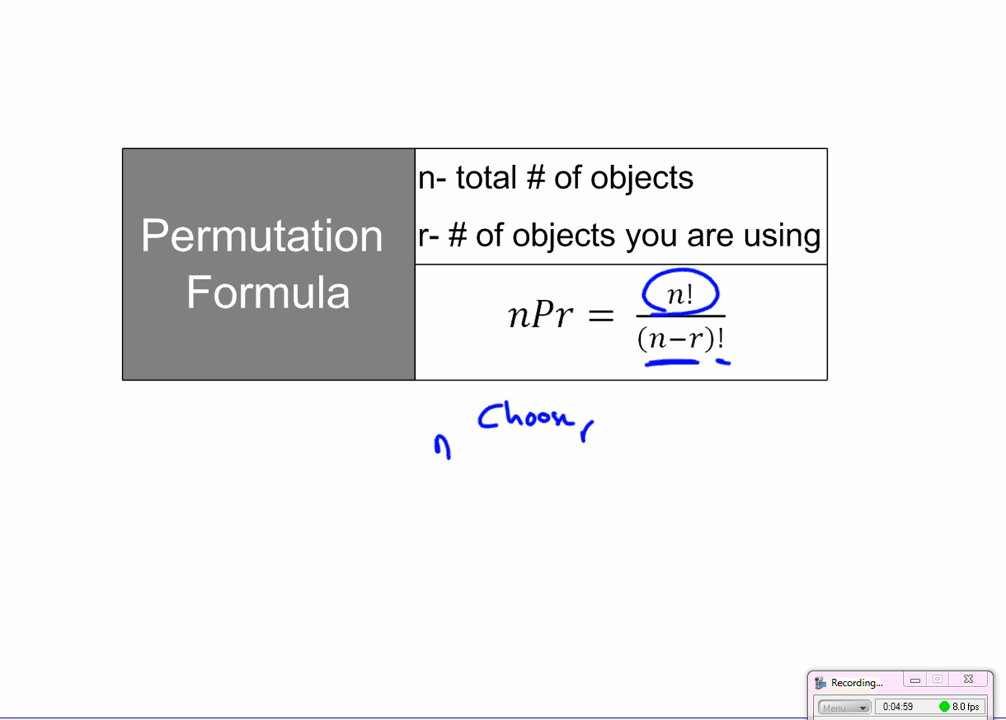 Permutation
Formula
n- total # of objects
r- # of objects you are using
nPr = n!/(n-r)!
n Choose r
Recording...
Menu
0:04:59
8.0 fps